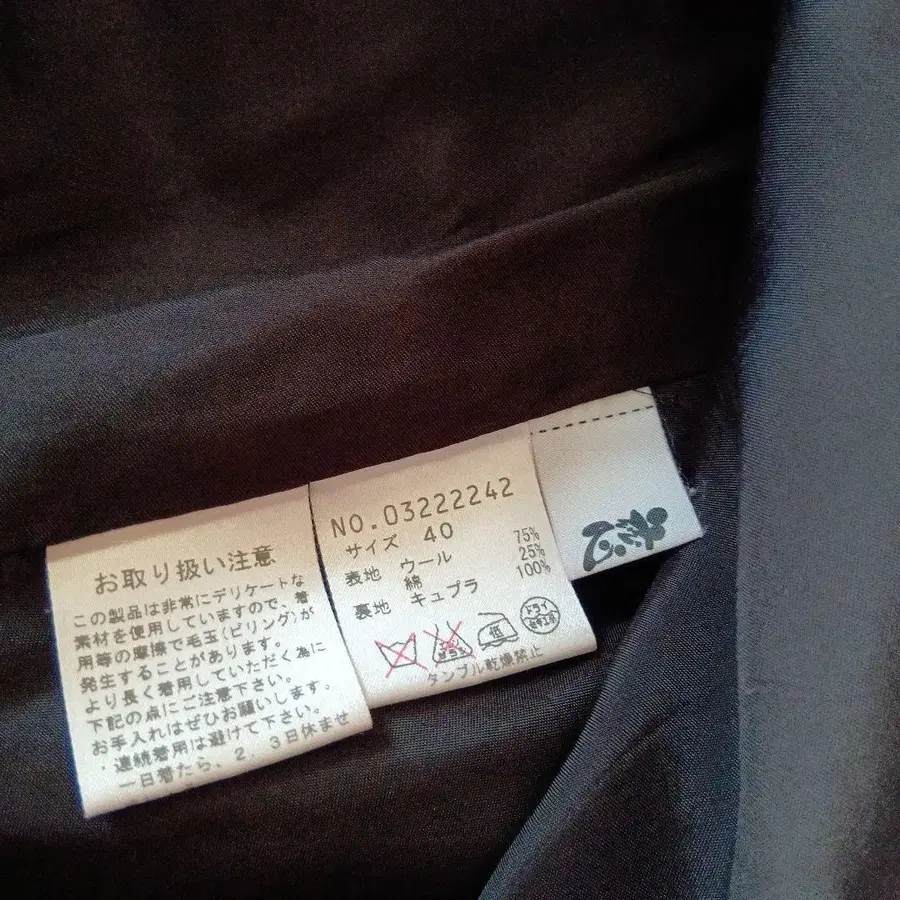 お取り扱い注意
この製品は非常にデリケートな
素材を使用していますので、着
用等の摩擦で毛玉(ピリング)が
発生することがあります。
より長く着用していただく為に
下記の点にご注意下さい。
お手入れはぜひお願いします。
・連続着用は避けて下さい。
一日着たら、2、3日休ませ
NO.03222242
サイズ 40
表地 ウール 75%
綿 25%
裏地 キュプラ 100%
低
ドライ
タンブル乾燥禁止